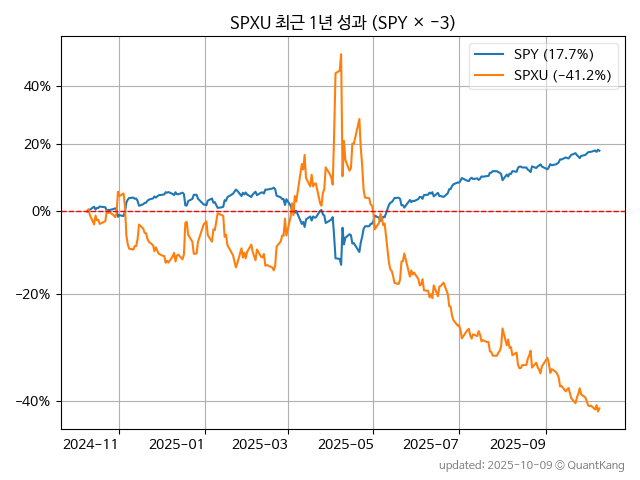 SPXU 최근 1년 성과 (SPY × −3)
SPY (17.7%)
SPXU (−41.2%)
40%
20%
0%
−20%
−40%
2024-11
2025-01
2025-03
2025-05
2025-07
2025-09
updated: 2025-10-09 © QuantKang